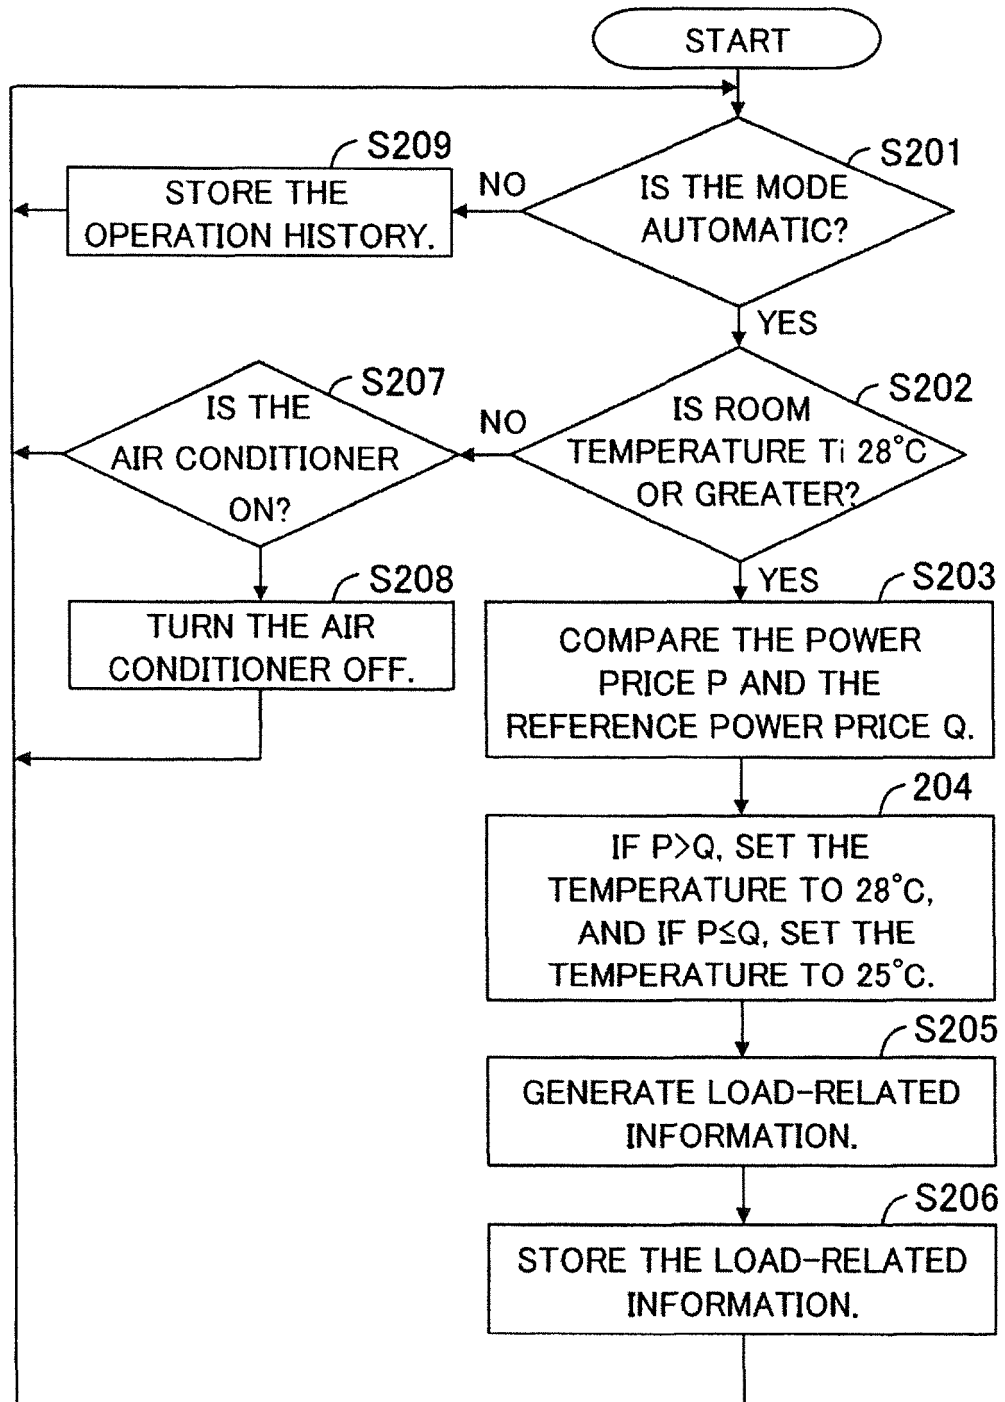 START
S201
IS THE MODE
AUTOMATIC?
NO
S209
STORE THE
OPERATION HISTORY.
YES
S202
IS ROOM
TEMPERATURE Ti 28°C
OR GREATER?
NO
S207
IS THE
AIR CONDITIONER
ON?
S208
TURN THE AIR
CONDITIONER OFF.
YES
S203
COMPARE THE POWER
PRICE P AND THE
REFERENCE POWER PRICE Q.
204
IF P>Q, SET THE
TEMPERATURE TO 28°C,
AND IF P≤Q, SET THE
TEMPERATURE TO 25°C.
S205
GENERATE LOAD-RELATED
INFORMATION.
S206
STORE THE LOAD-RELATED
INFORMATION.